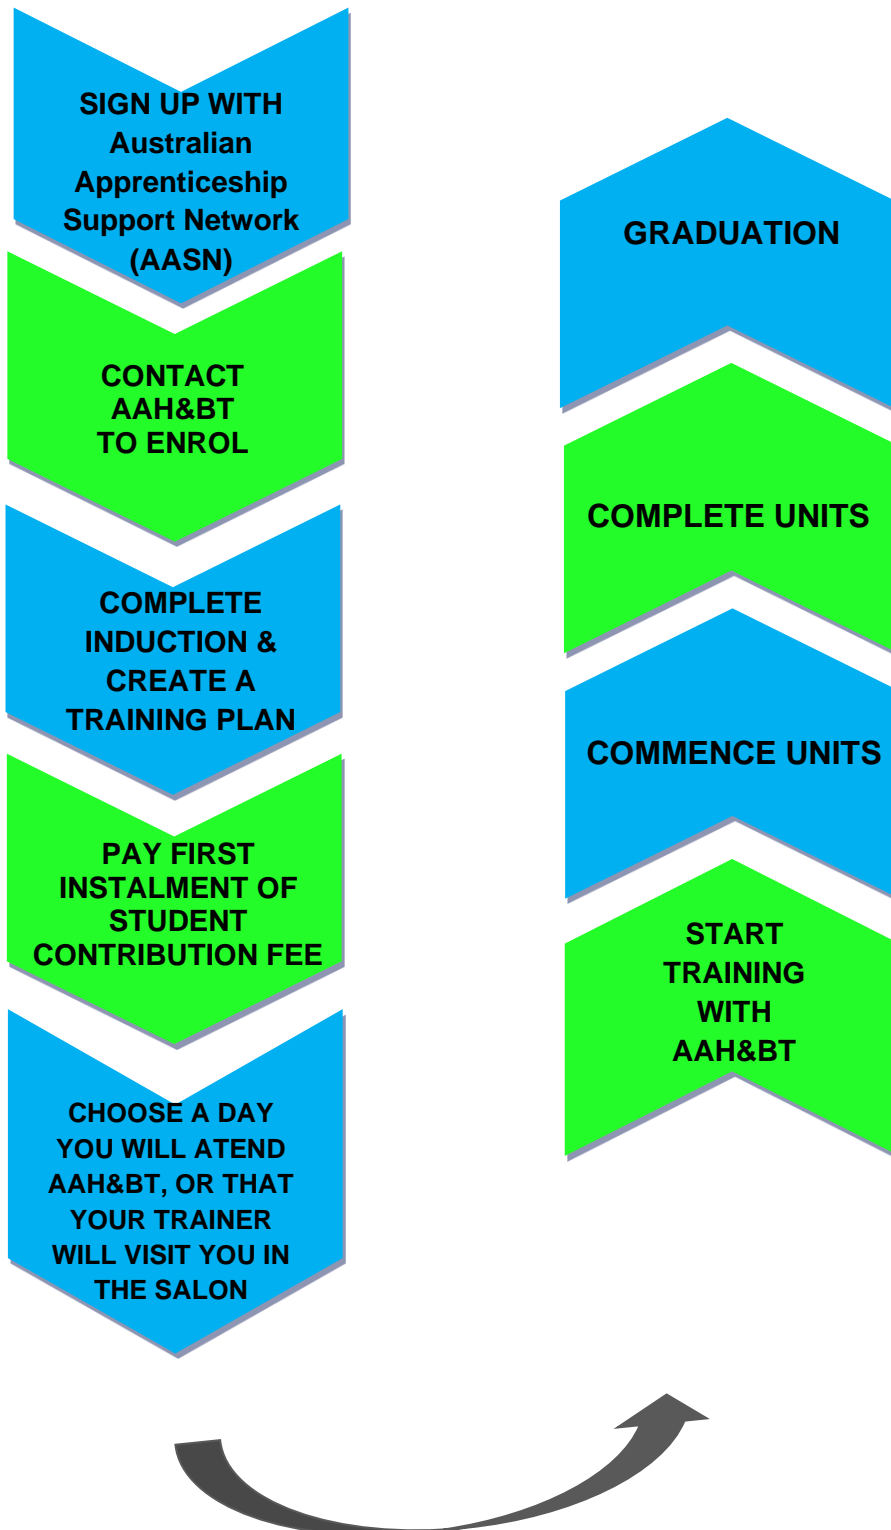 SIGN UP WITH
Australian
Apprenticeship
Support Network
(AASN)
CONTACT
AAH&BT
TO ENROL
COMPLETE
INDUCTION &
CREATE A
TRAINING PLAN
PAY FIRST
INSTALMENT OF
STUDENT
CONTRIBUTION FEE
CHOOSE A DAY
YOU WILL ATEND
AAH&BT, OR THAT
YOUR TRAINER
WILL VISIT YOU IN
THE SALON
START
TRAINING
WITH
AAH&BT
COMMENCE UNITS
COMPLETE UNITS
GRADUATION